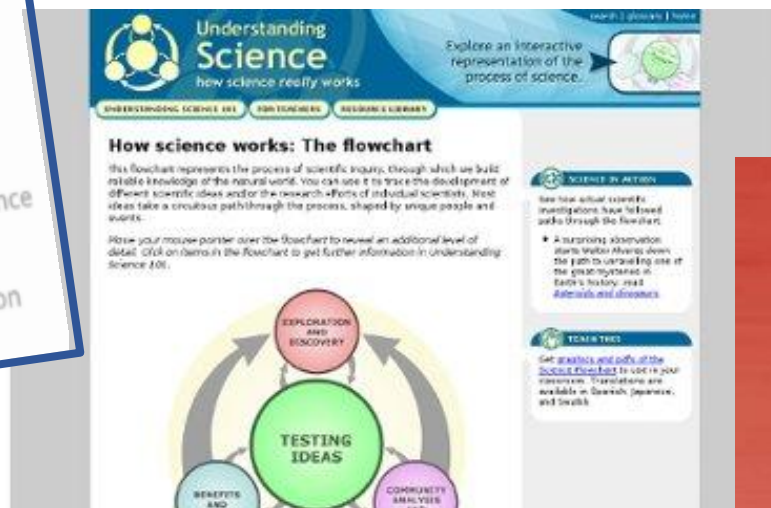 nce
on
search | glossary | home
Understanding
Science
how science really works
Explore an interactive
representation of the
process of science.
UNDERSTANDING SCIENCE 101
FOR TEACHERS
RESOURCE LIBRARY
How science works: The flowchart
This flowchart represents the process of scientific inquiry, through which we build
reliable knowledge of the natural world. You can use it to trace the development of
different scientific ideas and/or the research efforts of individual scientists. Most
ideas take a circuitous path through the process, shaped by unique people and
events.
Move your mouse pointer over the flowchart to reveal an additional level of
detail. Click on items in the flowchart to get further information in Understanding
Science 101.
SCIENCE IN ACTION
See how actual scientific
investigations have followed
paths through the flowchart.
A surprising observation
starts Walter Alvarez down
the path to unraveling one of
the great mysteries in
Earth's history: read
Asteroids and dinosaurs
TEACH THIS
Get graphics and pdfs of the
Science Flowchart to use in your
classroom. Translations are
available in Spanish, Japanese,
and Swedish
EXPLORATION
AND
DISCOVERY
TESTING
IDEAS
BENEFITS
AND
COMMUNITY
ANALYSIS